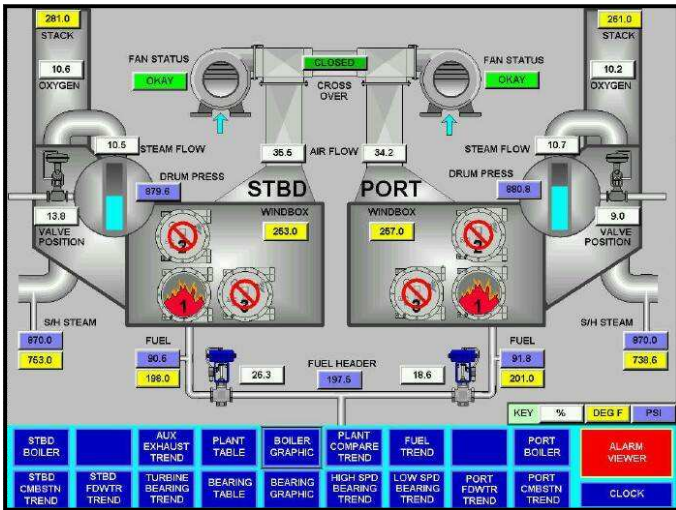 281.0
STACK
10.6
OXYGEN
FAN STATUS
OKAY
CLOSED
CROSS
OVER
FAN STATUS
OKAY
261.0
STACK
10.2
OXYGEN
10.5
STEAM FLOW
35.5
AIR FLOW
34.2
STEAM FLOW
10.7
DRUM PRESS
879.6
STBD
PORT
DRUM PRESS
880.8
13.8
VALVE
POSITION
WINDBOX
253.0
WINDBOX
257.0
9.0
VALVE
POSITION
2
1
3
2
3
1
S/H STEAM
870.0
753.0
FUEL
90.6
198.0
26.3
FUEL HEADER
197.5
18.6
FUEL
91.8
201.0
S/H STEAM
870.0
738.6
KEY
%
DEG F
PSI
STBD
BOILER
AUX
EXHAUST
TREND
PLANT
TABLE
BOILER
GRAPHIC
PLANT
COMPARE
TREND
FUEL
TREND
PORT
BOILER
ALARM
VIEWER
STBD
CMBSTN
TREND
STBD
FDWTR
TREND
TURBINE
BEARING
TREND
BEARING
TABLE
BEARING
GRAPHIC
HIGH SPD
BEARING
TREND
LOW SPD
BEARING
TREND
PORT
FDWTR
TREND
PORT
CMBSTN
TREND
CLOCK